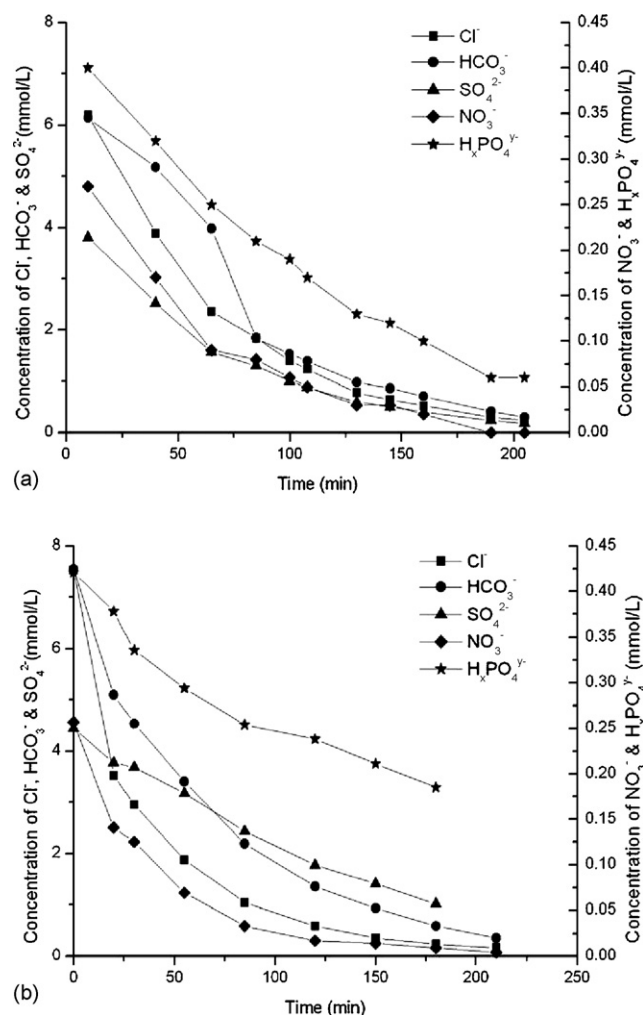 8
6
4
2
0
Concentration of Cl⁻, HCO₃⁻ & SO₄²⁻(mmol/L)
Cl⁻
HCO₃⁻
SO₄²⁻
NO₃⁻
HₓPO₄ʸ⁻
0.45
0.40
0.35
0.30
0.25
0.20
0.15
0.10
0.05
0.00
Concentration of NO₃⁻ & HₓPO₄ʸ⁻ (mmol/L)
0 50 100 150 200
Time (min)
(a)
8
6
4
2
0
Concentration of Cl⁻, HCO₃⁻ & SO₄²⁻(mmol/L)
Cl⁻
HCO₃⁻
SO₄²⁻
NO₃⁻
HₓPO₄ʸ⁻
0.45
0.40
0.35
0.30
0.25
0.20
0.15
0.10
0.05
0.00
Concentration of NO₃⁻ & HₓPO₄ʸ⁻ (mmol/L)
0 50 100 150 200 250
Time (min)
(b)